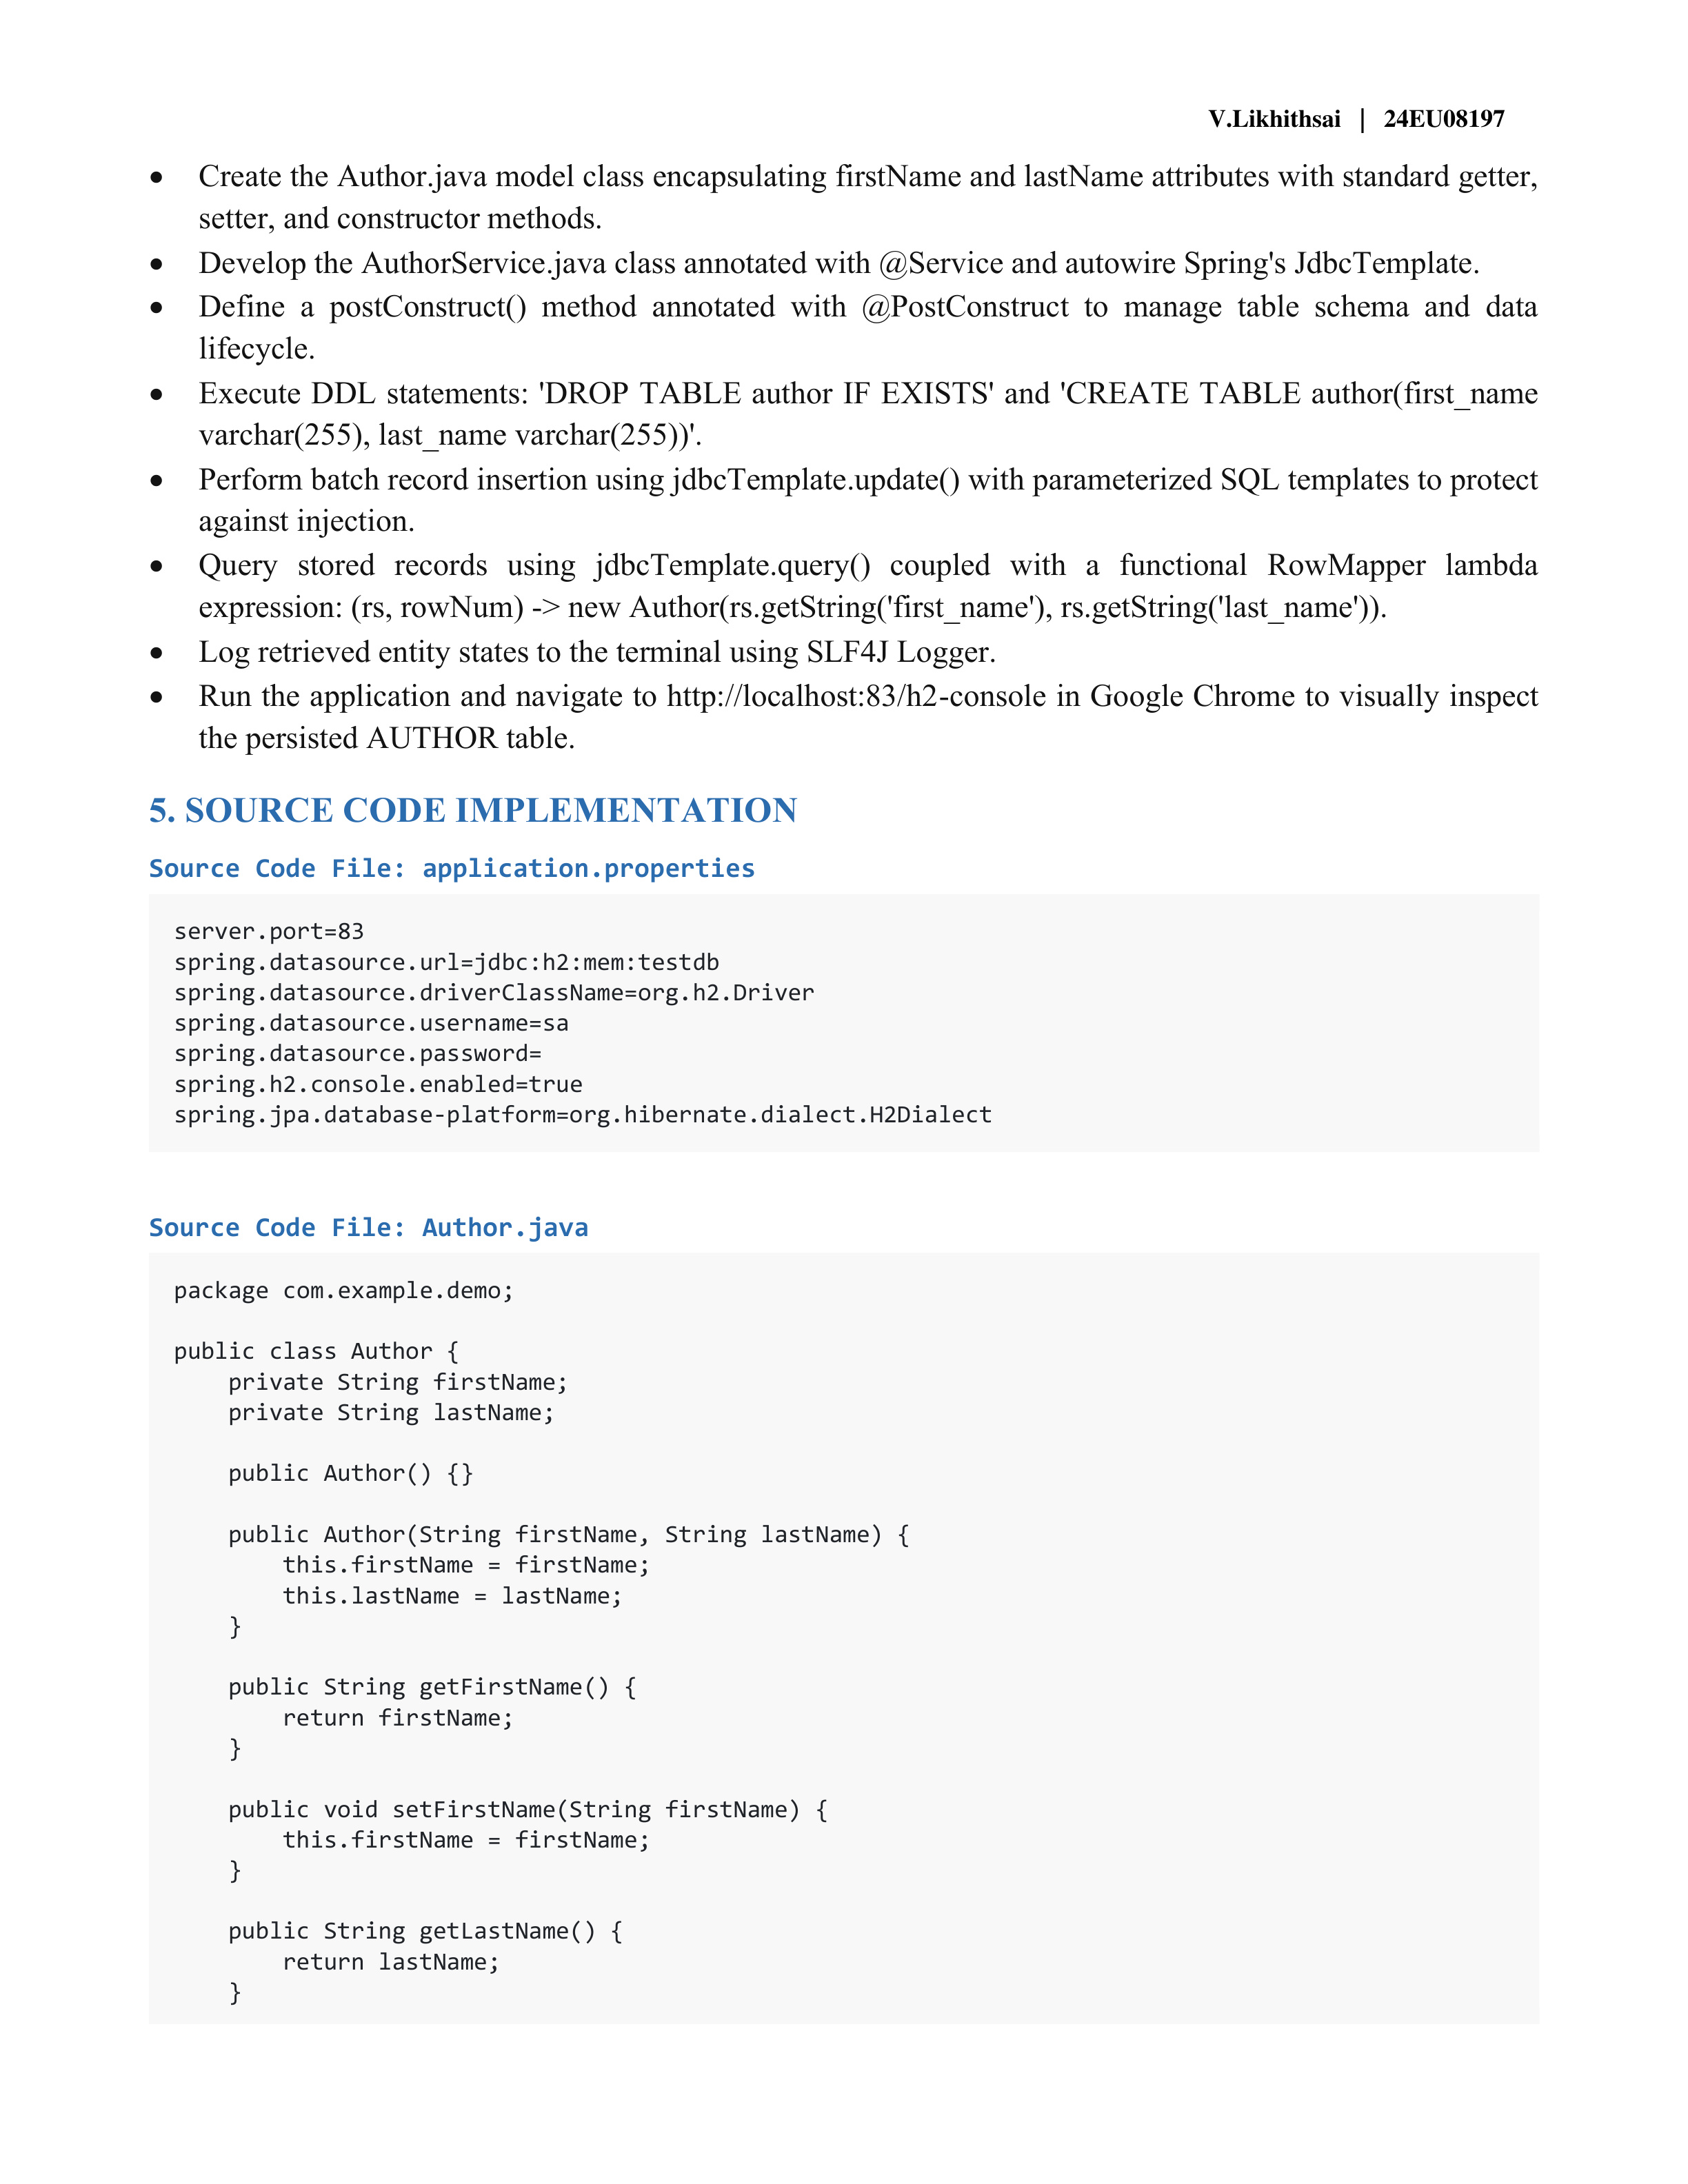 V.Likhithsai | 24EU08197
• Create the Author.java model class encapsulating firstName and lastName attributes with standard getter,
setter, and constructor methods.
• Develop the AuthorService.java class annotated with @Service and autowire Spring's JdbcTemplate.
• Define a postConstruct() method annotated with @PostConstruct to manage table schema and data
lifecycle.
• Execute DDL statements: 'DROP TABLE author IF EXISTS' and 'CREATE TABLE author(first_name
varchar(255), last_name varchar(255))'.
• Perform batch record insertion using jdbcTemplate.update() with parameterized SQL templates to protect
against injection.
• Query stored records using jdbcTemplate.query() coupled with a functional RowMapper lambda
expression: (rs, rowNum) -> new Author(rs.getString('first_name'), rs.getString('last_name')).
• Log retrieved entity states to the terminal using SLF4J Logger.
• Run the application and navigate to http://localhost:83/h2-console in Google Chrome to visually inspect
the persisted AUTHOR table.
5. SOURCE CODE IMPLEMENTATION
Source Code File: application.properties
server.port=83
spring.datasource.url=jdbc:h2:mem:testdb
spring.datasource.driverClassName=org.h2.Driver
spring.datasource.username=sa
spring.datasource.password=
spring.h2.console.enabled=true
spring.jpa.database-platform=org.hibernate.dialect.H2Dialect
Source Code File: Author.java
package com.example.demo;
public class Author {
    private String firstName;
    private String lastName;
    public Author() {}
    public Author(String firstName, String lastName) {
        this.firstName = firstName;
        this.lastName = lastName;
    }
    public String getFirstName() {
        return firstName;
    }
    public void setFirstName(String firstName) {
        this.firstName = firstName;
    }
    public String getLastName() {
        return lastName;
    }